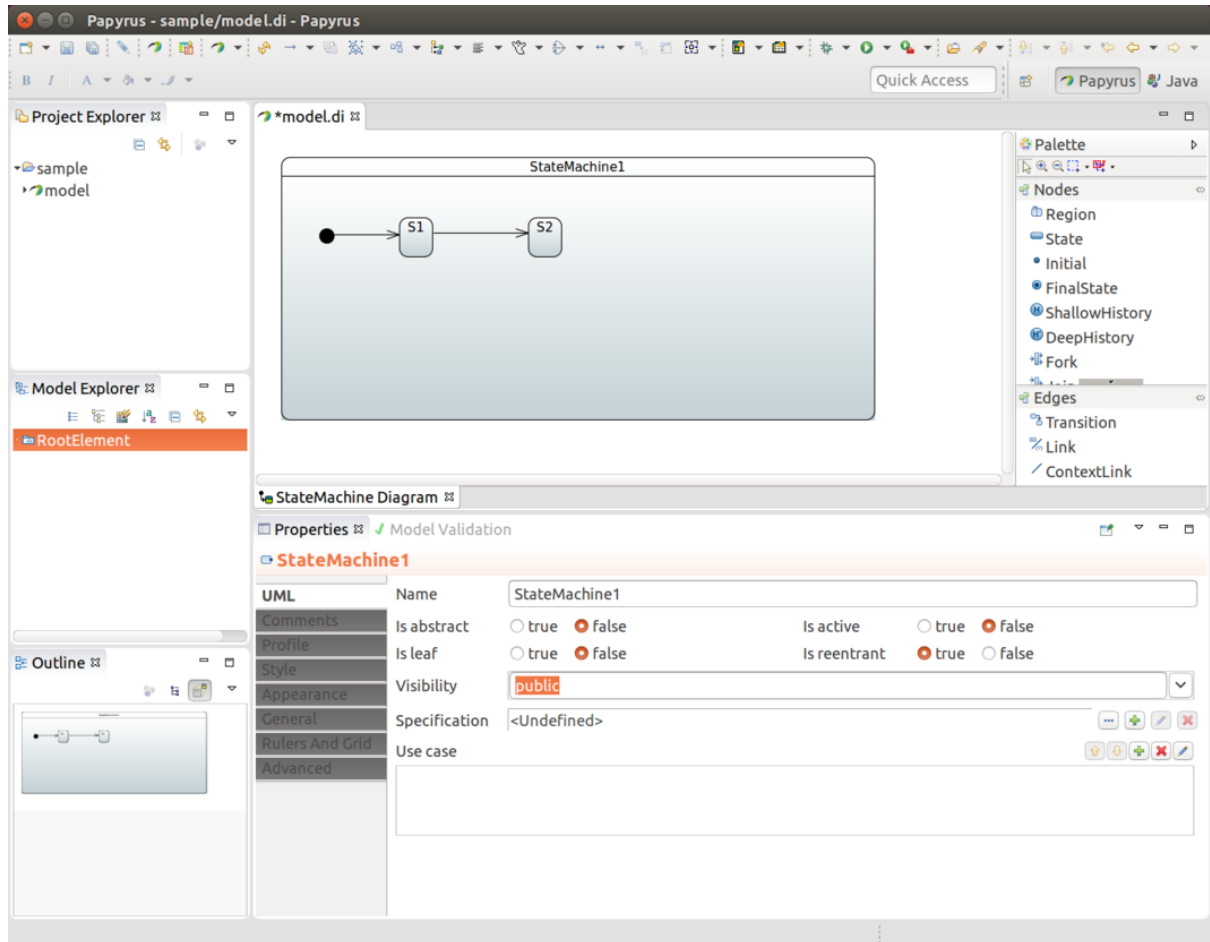 Papyrus - sample/model.di - Papyrus
B I A
Quick Access
Papyrus
Java
Project Explorer
sample
model
*model.di
StateMachine1
S1
S2
Palette
Nodes
Region
State
Initial
FinalState
ShallowHistory
DeepHistory
Fork
Edges
Transition
Link
ContextLink
Model Explorer
RootElement
StateMachine Diagram
Outline
Properties
Model Validation
StateMachine1
UML
Comments
Profile
Style
Appearance
General
Rulers And Grid
Advanced
Name StateMachine1
Is abstract true false Is active true false
Is leaf true false Is reentrant true false
Visibility public
Specification <Undefined>
Use case